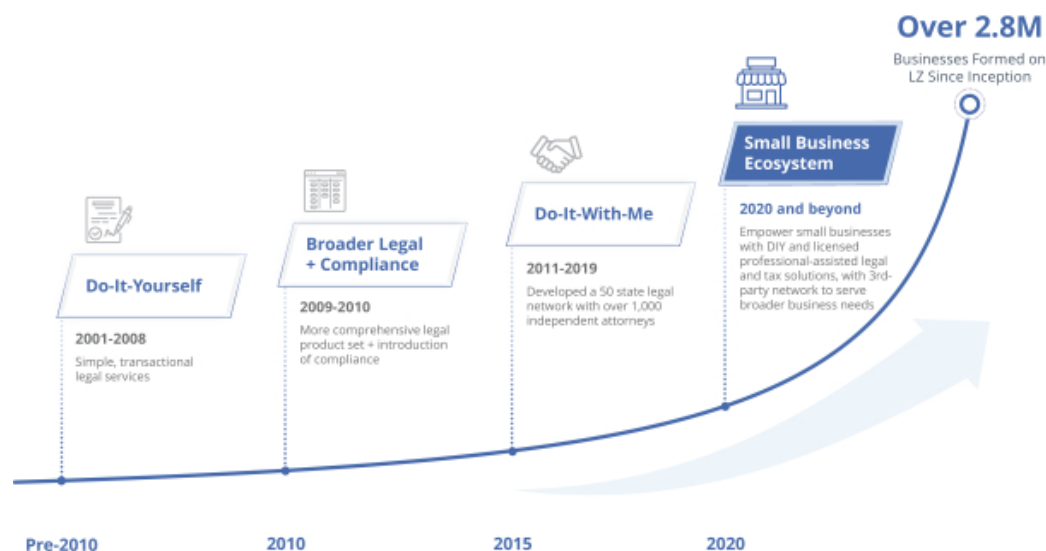 Over 2.8M
Businesses Formed on
LZ Since Inception
Small Business
Ecosystem
2020 and beyond
Empower small businesses
with DIY and licensed
professional-assisted legal
and tax solutions, with 3rd-
party network to serve
broader business needs
Do-It-With-Me
2011-2019
Developed a 50 state legal
network with over 1,000
independent attorneys
Broader Legal
+ Compliance
2009-2010
More comprehensive legal
product set + introduction
of compliance
Do-It-Yourself
2001-2008
Simple, transactional
legal services
Pre-2010
2010
2015
2020